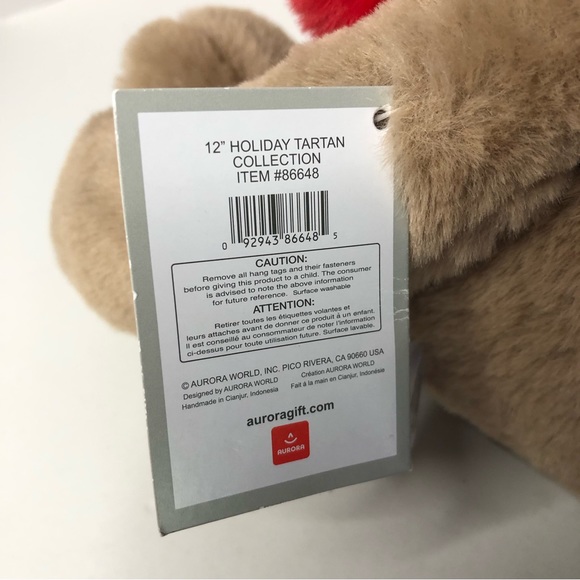 12” HOLIDAY TARTAN
COLLECTION
ITEM #86648
0 92943 86648 5
CAUTION:
Remove all hang tags and their fasteners
before giving this product to a child. The consumer
is advised to note the above information
for future reference. Surface washable
ATTENTION:
Retirer toutes les étiquettes volantes et
leurs attaches avant de donner ce produit à un enfant.
Il est conseillé au consommateur de noter l'information
ci-dessus pour toute utilisation future. Surface lavable.
© AURORA WORLD, INC. PICO RIVERA, CA 90660 USA
Designed by AURORA WORLD Création AURORA WORLD
Handmade in Cianjur, Indonesia Fait à la main en Cianjur, Indonésie
auroragift.com
AURORA